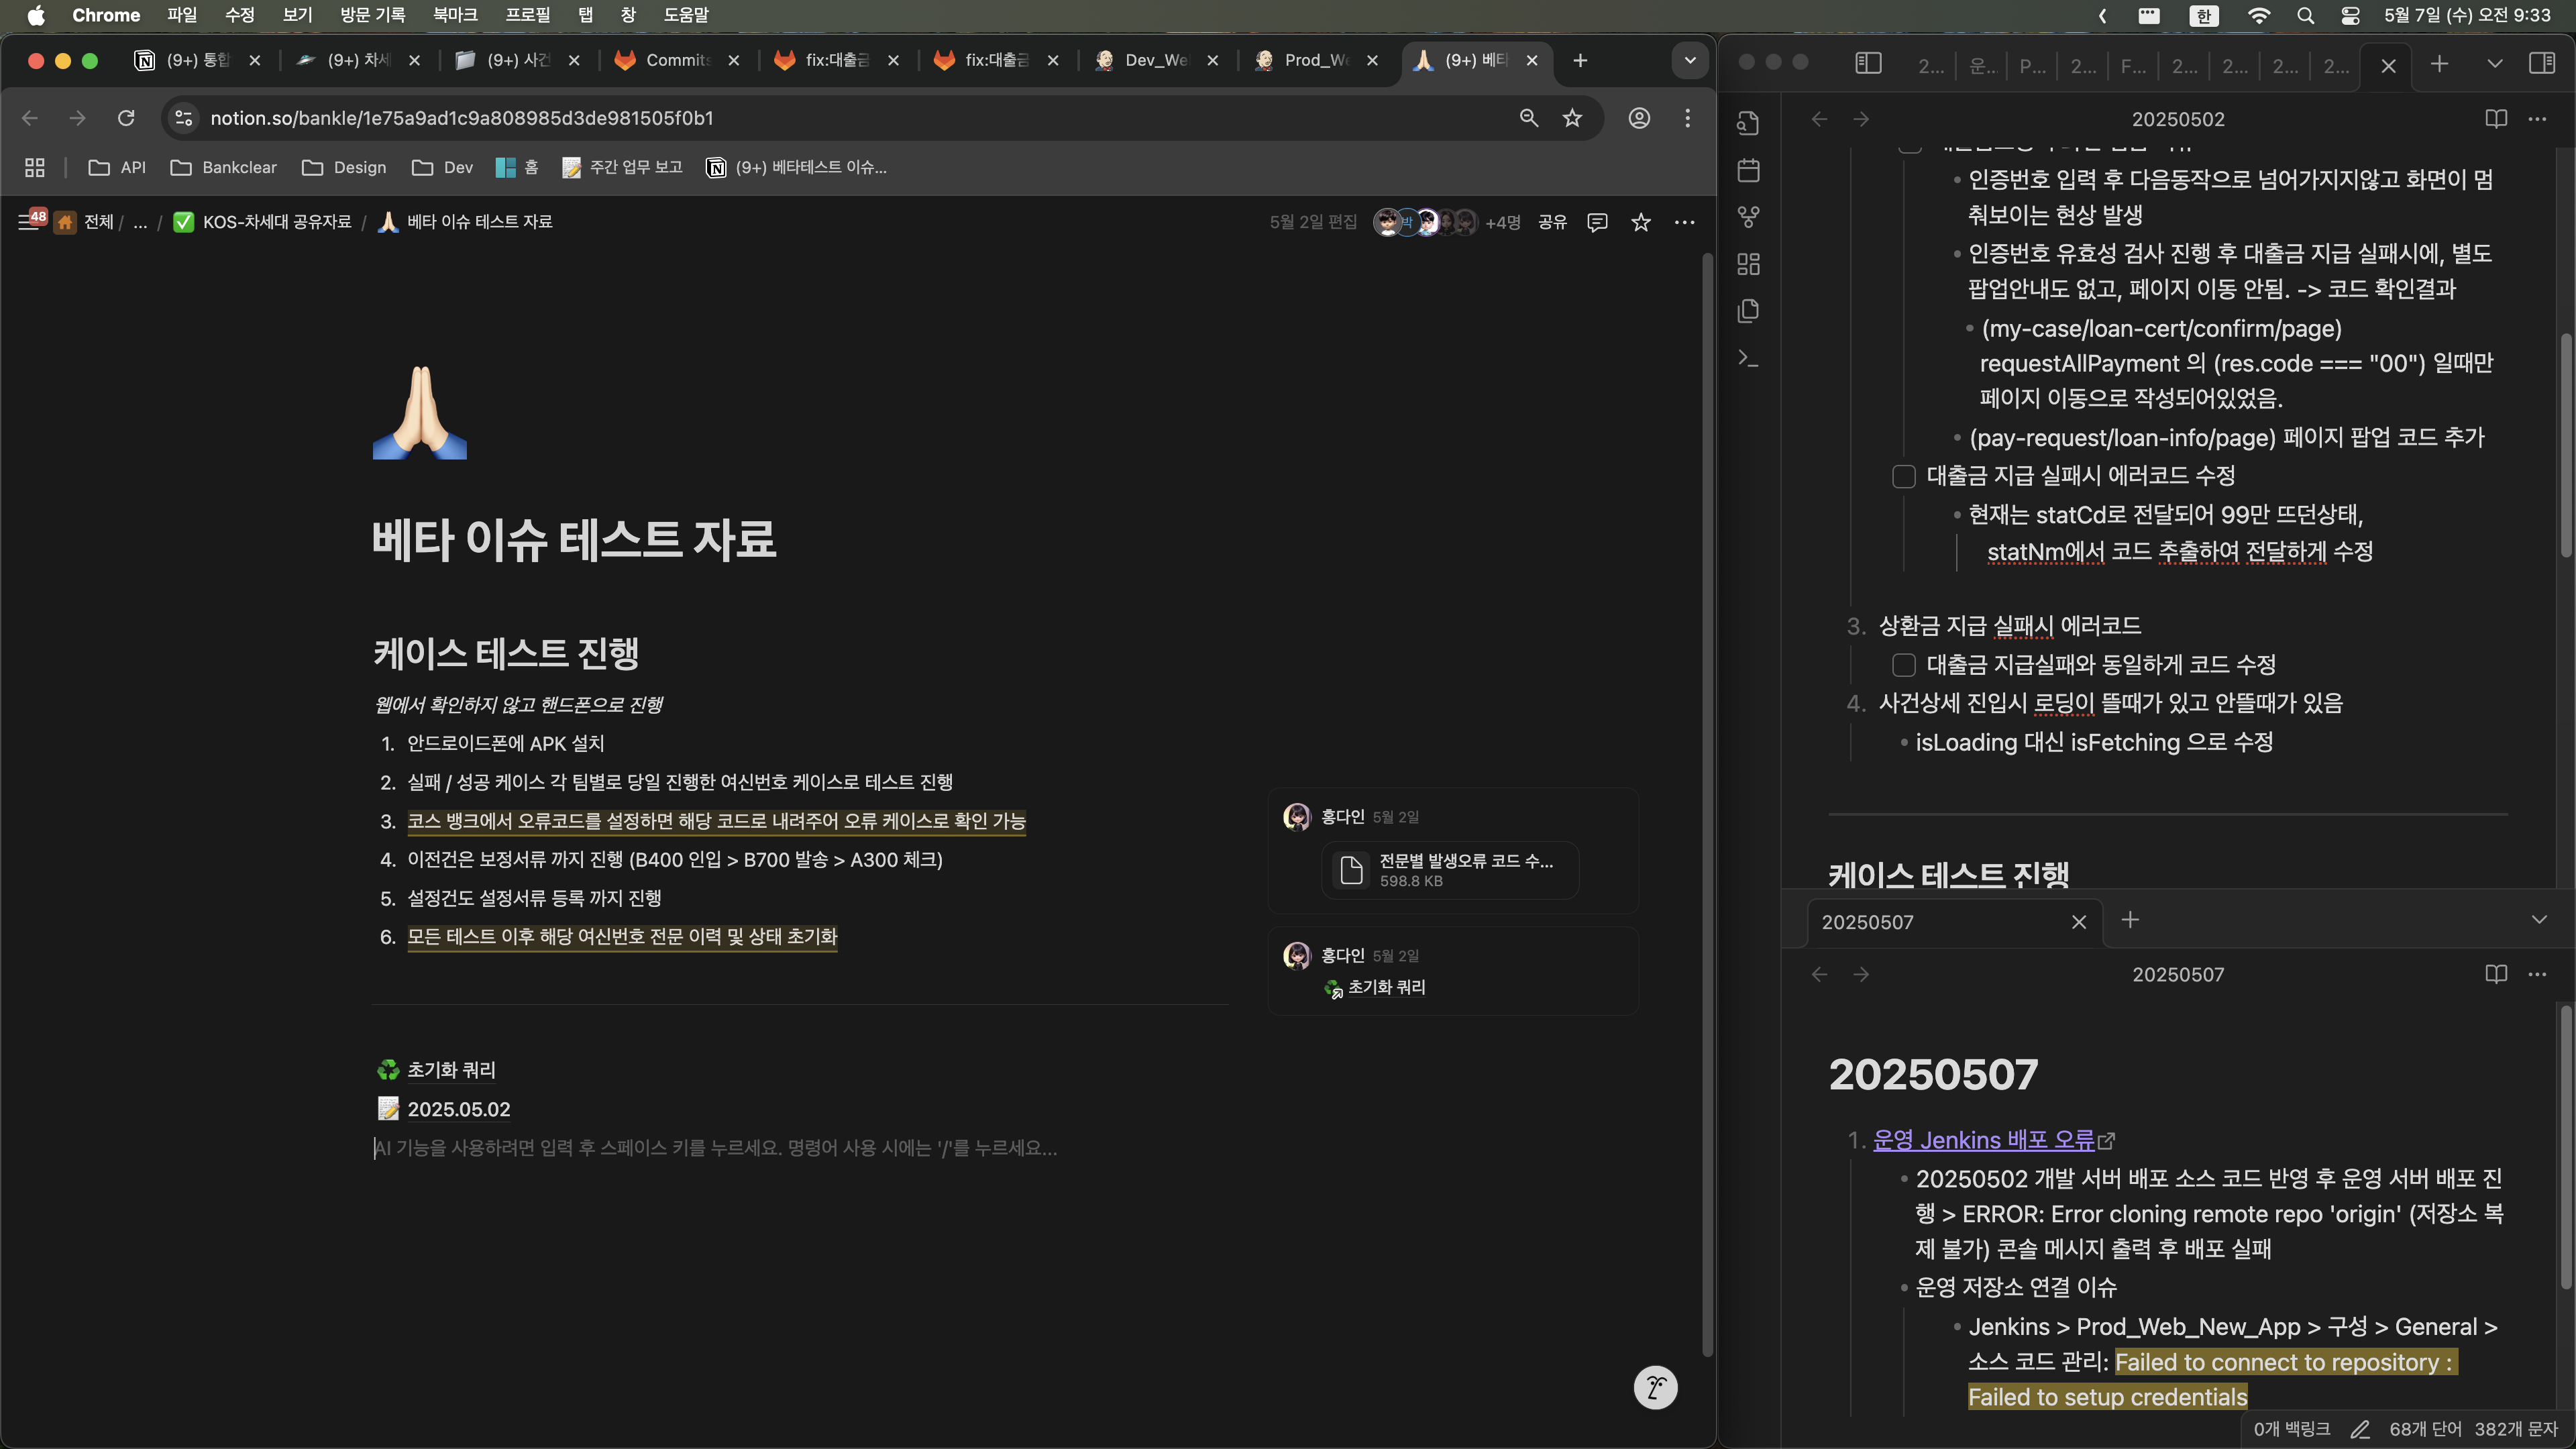 Chrome 파일 수정 보기 방문 기록 북마크 프로필 탭 창 도움말
한 5월 7일 (수) 오전 9:33
(9+) 통합 (9+) 차세 (9+) 사건 Commits fix:대출금 fix:대출금 Dev_We Prod_We (9+) 베타
notion.so/bankle/1e75a9ad1c9a808985d3de981505f0b1
API Bankclear Design Dev 홈 주간 업무 보고 (9+) 베타테스트 이슈...
48 전체 / ... / KOS-차세대 공유자료 / 베타 이슈 테스트 자료
5월 2일 편집 박 +4명 공유
베타 이슈 테스트 자료
케이스 테스트 진행
웹에서 확인하지 않고 핸드폰으로 진행
1. 안드로이드폰에 APK 설치
2. 실패 / 성공 케이스 각 팀별로 당일 진행한 여신번호 케이스로 테스트 진행
3. 코스 뱅크에서 오류코드를 설정하면 해당 코드로 내려주어 오류 케이스로 확인 가능
4. 이전건은 보정서류 까지 진행 (B400 인입 > B700 발송 > A300 체크)
5. 설정건도 설정서류 등록 까지 진행
6. 모든 테스트 이후 해당 여신번호 전문 이력 및 상태 초기화
홍다인 5월 2일
전문별 발생오류 코드 수...
598.8 KB
홍다인 5월 2일
초기화 쿼리
초기화 쿼리
2025.05.02
AI 기능을 사용하려면 입력 후 스페이스 키를 누르세요. 명령어 사용 시에는 '/'를 누르세요...
2... 운... P... 2... F... 2... 2... 2... 2...
20250502
인증번호 입력 후 다음동작으로 넘어가지지않고 화면이 멈
춰보이는 현상 발생
인증번호 유효성 검사 진행 후 대출금 지급 실패시에, 별도
팝업안내도 없고, 페이지 이동 안됨. -> 코드 확인결과
(my-case/loan-cert/confirm/page)
requestAllPayment 의 (res.code === "00") 일때만
페이지 이동으로 작성되어있었음.
(pay-request/loan-info/page) 페이지 팝업 코드 추가
대출금 지급 실패시 에러코드 수정
현재는 statCd로 전달되어 99만 뜨던상태,
statNm에서 코드 추출하여 전달하게 수정
3. 상환금 지급 실패시 에러코드
대출금 지급실패와 동일하게 코드 수정
4. 사건상세 진입시 로딩이 뜰때가 있고 안뜰때가 있음
isLoading 대신 isFetching 으로 수정
케이스 테스트 진행
20250507
20250507
20250507
1. 운영 Jenkins 배포 오류
20250502 개발 서버 배포 소스 코드 반영 후 운영 서버 배포 진
행 > ERROR: Error cloning remote repo 'origin' (저장소 복
제 불가) 콘솔 메시지 출력 후 배포 실패
운영 저장소 연결 이슈
Jenkins > Prod_Web_New_App > 구성 > General >
소스 코드 관리: Failed to connect to repository :
Failed to setup credentials
0개 백링크 68개 단어 382개 문자